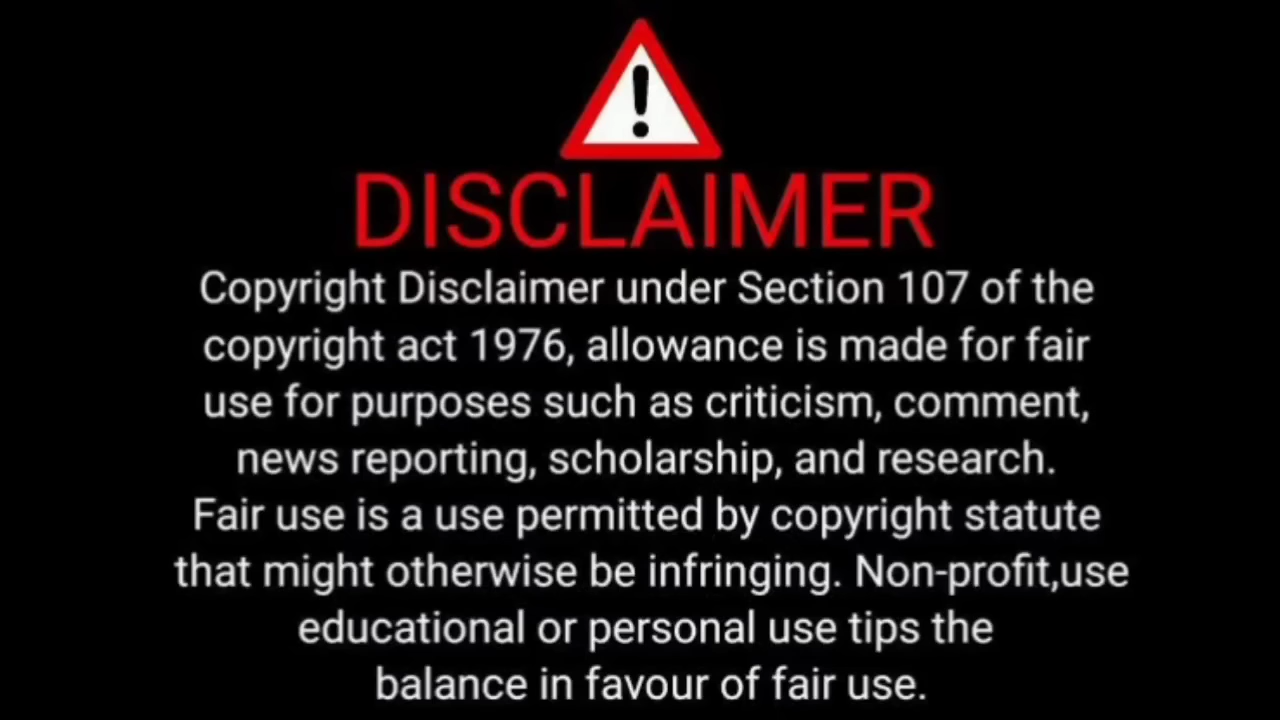 DISCLAIMER
Copyright Disclaimer under Section 107 of the
copyright act 1976, allowance is made for fair
use for purposes such as criticism, comment,
news reporting, scholarship, and research.
Fair use is a use permitted by copyright statute
that might otherwise be infringing. Non-profit,use
educational or personal use tips the
balance in favour of fair use.